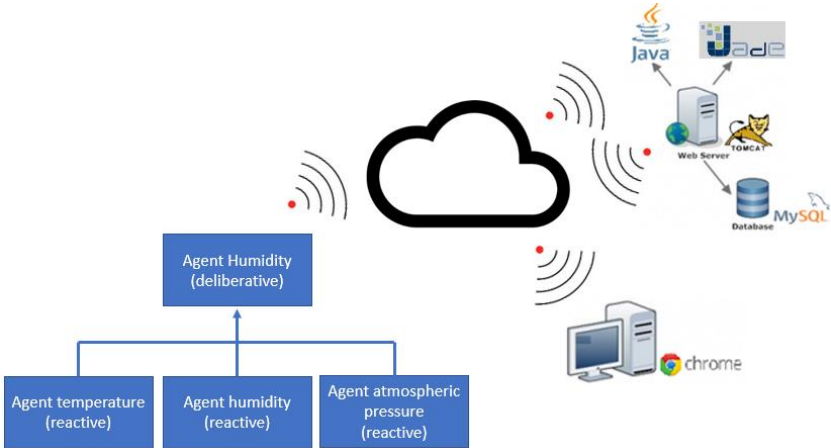 Java
Jade
Web Server
TOMCAT
Database
MySQL
chrome
Agent Humidity
(deliberative)
Agent temperature
(reactive)
Agent humidity
(reactive)
Agent atmospheric
pressure
(reactive)